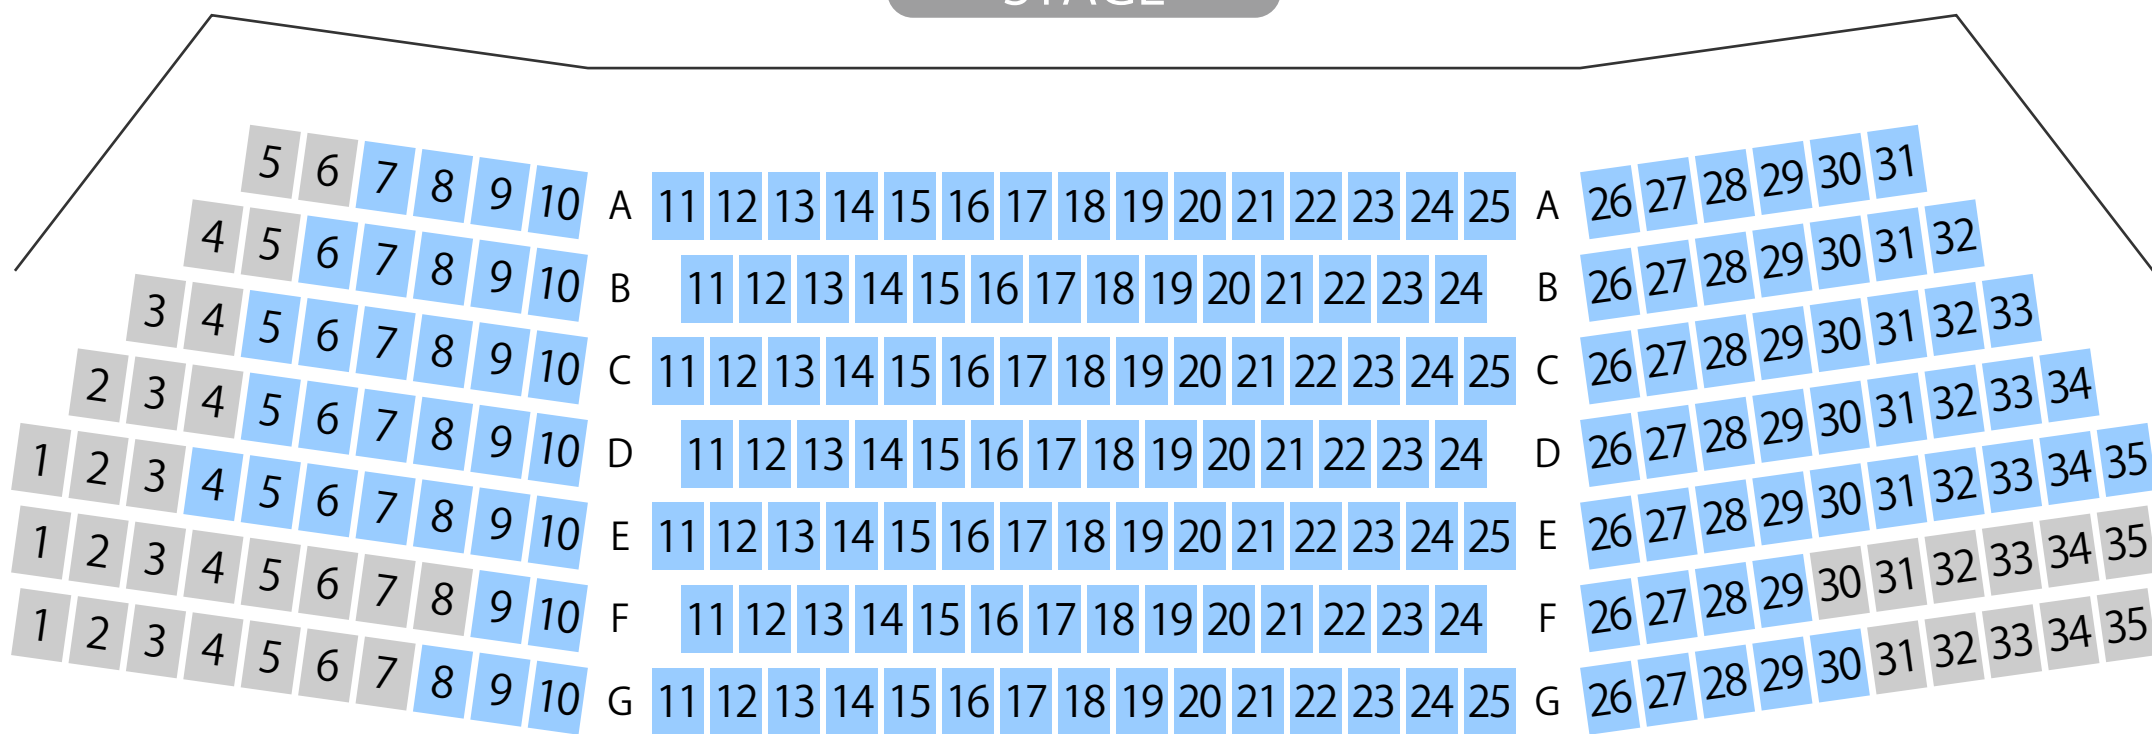 STAGE
5 6 7 8 9 10 A 11 12 13 14 15 16 17 18 19 20 21 22 23 24 25 A 26 27 28 29 30 31
4 5 6 7 8 9 10 B 11 12 13 14 15 16 17 18 19 20 21 22 23 24 B 26 27 28 29 30 31 32
3 4 5 6 7 8 9 10 C 11 12 13 14 15 16 17 18 19 20 21 22 23 24 25 C 26 27 28 29 30 31 32 33
2 3 4 5 6 7 8 9 10 D 11 12 13 14 15 16 17 18 19 20 21 22 23 24 D 26 27 28 29 30 31 32 33 34
1 2 3 4 5 6 7 8 9 10 E 11 12 13 14 15 16 17 18 19 20 21 22 23 24 25 E 26 27 28 29 30 31 32 33 34 35
1 2 3 4 5 6 7 8 9 10 F 11 12 13 14 15 16 17 18 19 20 21 22 23 24 F 26 27 28 29 30 31 32 33 34 35
1 2 3 4 5 6 7 8 9 10 G 11 12 13 14 15 16 17 18 19 20 21 22 23 24 25 G 26 27 28 29 30 31 32 33 34 35